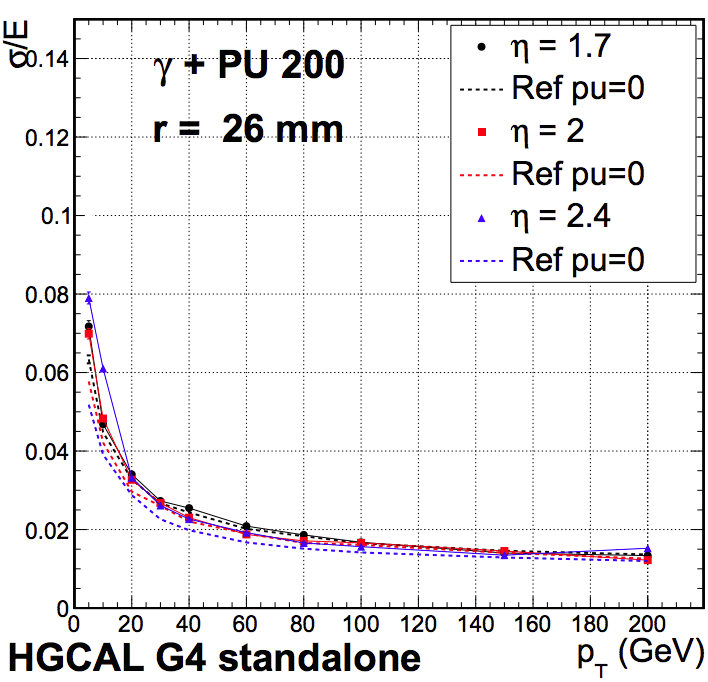 σ/E
0.14
0.12
0.1
0.08
0.06
0.04
0.02
0
γ + PU 200
r = 26 mm
η = 1.7
Ref pu=0
η = 2
Ref pu=0
η = 2.4
Ref pu=0
0 20 40 60 80 100 120 140 160 180 200
HGCAL G4 standalone
p_T (GeV)